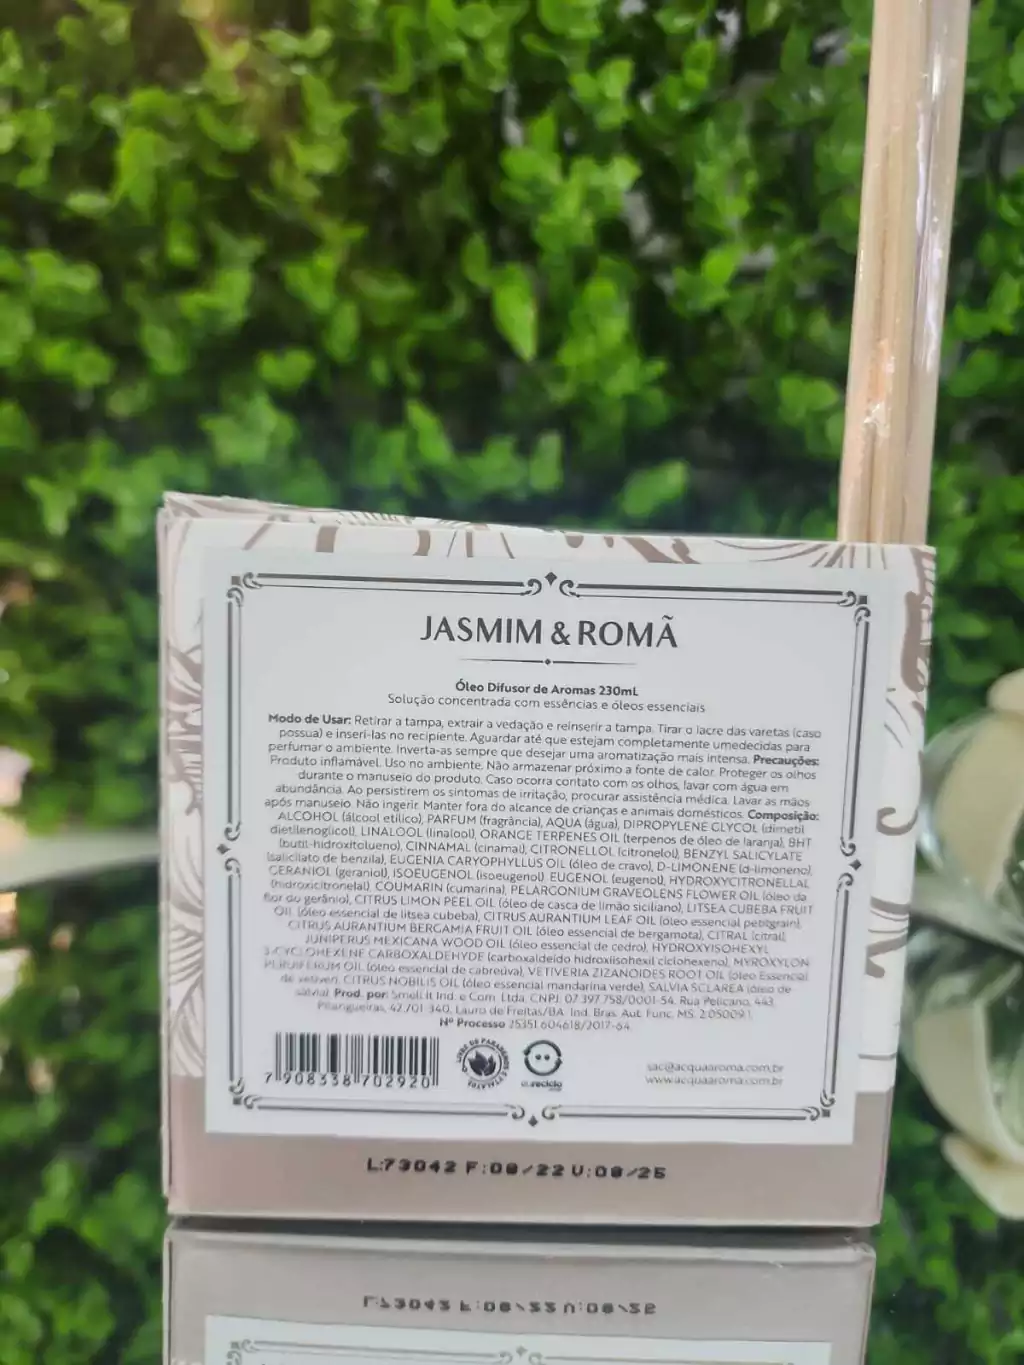 JASMIM & ROMÃ
Óleo Difusor de Aromas 230mL
Solução concentrada com essências e óleos essenciais
Modo de Usar: Retirar a tampa, extrair a vedação e reinserir a tampa. Tirar o lacre das varetas (caso
possua) e inserí-las no recipiente. Aguardar até que estejam completamente umedecidas para
perfumar o ambiente. Inverta-as sempre que desejar uma aromatização mais intensa. Precauções:
Produto inflamável. Uso no ambiente. Não armazenar próximo a fonte de calor. Proteger os olhos
durante o manuseio do produto. Caso ocorra contato com os olhos, lavar com água em
abundância. Ao persistirem os sintomas de irritação, procurar assistência médica. Lavar as mãos
após manuseio. Não ingerir. Manter fora do alcance de crianças e animais domésticos. Composição:
ALCOHOL (álcool etílico), PARFUM (fragrância), AQUA (água), DIPROPYLENE GLYCOL (dimetil
dietilenoglicol), LINALOOL (linalool), ORANGE TERPENES OIL (terpenos de óleo de laranja), BHT
(butil-hidroxitolueno), CINNAMAL (cinamal), CITRONELLOL (citronelol), BENZYL SALICYLATE
(salicilato de benzila), EUGENIA CARYOPHYLLUS OIL (óleo de cravo), D-LIMONENE (d-limoneno),
GERANIOL (geraniol), ISOEUGENOL (isoeugenol), EUGENOL (eugenol), HYDROXYCITRONELLAL
(hidroxicitronelal), COUMARIN (cumarina), PELARGONIUM GRAVEOLENS FLOWER OIL (óleo da
flor do gerânio), CITRUS LIMON PEEL OIL (óleo de casca de limão siciliano), LITSEA CUBEBA FRUIT
OIL (óleo essencial de litsea cubeba), CITRUS AURANTIUM LEAF OIL (óleo essencial petitgrain),
CITRUS AURANTIUM BERGAMIA FRUIT OIL (óleo essencial de bergamota), CITRAL (citral),
JUNIPERUS MEXICANA WOOD OIL (óleo essencial de cedro), HYDROXYISOHEXYL
3-CYCLOHEXENE CARBOXALDEHYDE (carboxaldeído hidroxiisohexil ciclohexeno), MYROXYLON
PERUIFERUM OIL (óleo essencial de cabreúva), VETIVERIA ZIZANOIDES ROOT OIL (óleo Essencial
de vetiver), CITRUS NOBILIS OIL (óleo essencial mandarina verde), SALVIA SCLAREA (óleo de
sálvia). Prod. por: Smell It Ind. e Com. Ltda. CNPJ: 07.397.758/0001-54. Rua Pelicano, 443
Pitangueiras, 42.701-340, Lauro de Freitas/BA. Ind. Bras. Aut. Func. MS: 2.05009.1
Nº Processo 25351.604618/2017-64.
LIVRE DE PARABENOS E FTALATOS
eu reciclo
sac@acquaaroma.com.br
www.acquaaroma.com.br
7 908338 702920
L:73042 F:08/22 V:08/25